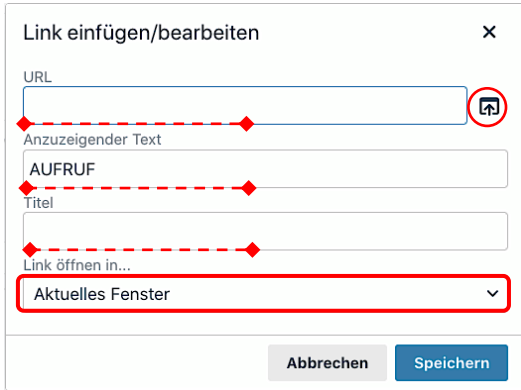 Link einfügen/bearbeiten
URL
Anzuzeigender Text
AUFRUF
Titel
Link öffnen in...
Aktuelles Fenster
Abbrechen Speichern